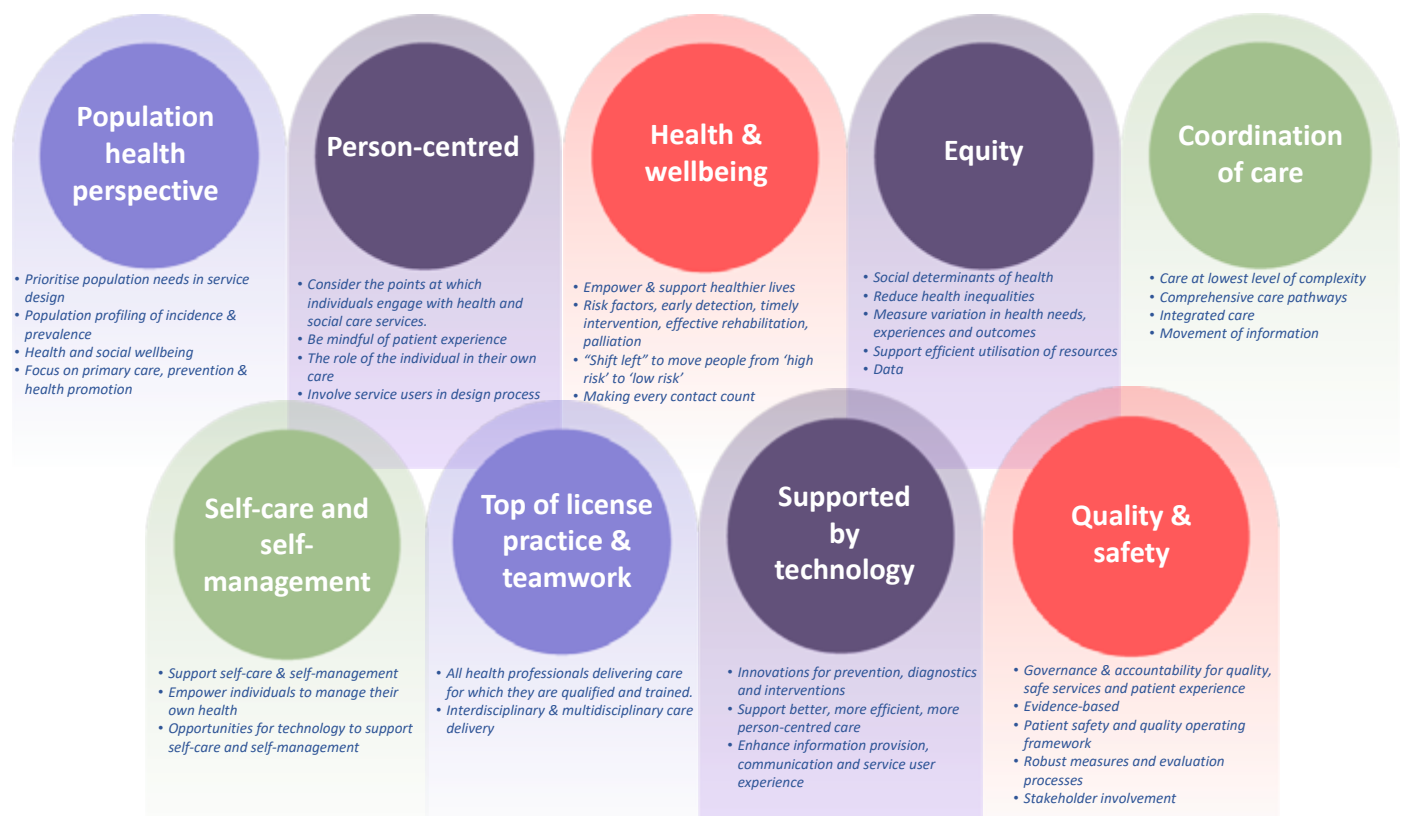 Population
health
perspective
• Prioritise population needs in service
design
• Population profiling of incidence &
prevalence
• Health and social wellbeing
• Focus on primary care, prevention &
health promotion
Person-centred
• Consider the points at which
individuals engage with health and
social care services.
• Be mindful of patient experience
• The role of the individual in their own
care
• Involve service users in design process
Health &
wellbeing
• Empower & support healthier lives
• Risk factors, early detection, timely
intervention, effective rehabilitation,
palliation
• “Shift left” to move people from ‘high
risk’ to ‘low risk’
• Making every contact count
Equity
• Social determinants of health
• Reduce health inequalities
• Measure variation in health needs,
experiences and outcomes
• Support efficient utilisation of resources
• Data
Coordination
of care
• Care at lowest level of complexity
• Comprehensive care pathways
• Integrated care
• Movement of information
Self-care and
self-
management
• Support self-care & self-management
• Empower individuals to manage their
own health
• Opportunities for technology to support
self-care and self-management
Top of license
practice &
teamwork
• All health professionals delivering care
for which they are qualified and trained.
• Interdisciplinary & multidisciplinary care
delivery
Supported
by
technology
• Innovations for prevention, diagnostics
and interventions
• Support better, more efficient, more
person-centred care
• Enhance information provision,
communication and service user
experience
Quality &
safety
• Governance & accountability for quality,
safe services and patient experience
• Evidence-based
• Patient safety and quality operating
framework
• Robust measures and evaluation
processes
• Stakeholder involvement